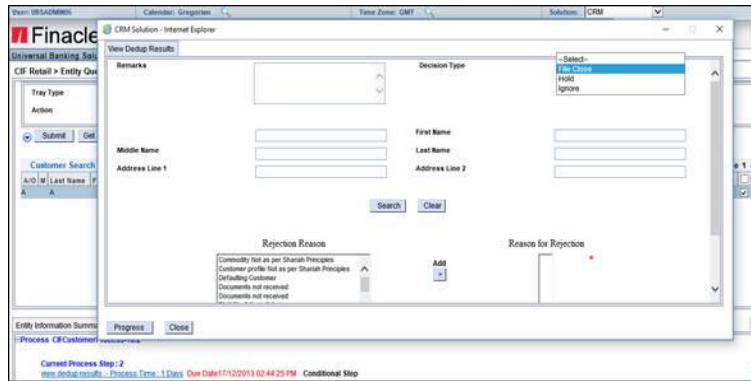 User: UBSADMIN05 Calendar: Gregorian Time Zone: GMT Solution: CRM
Finacle
CRM Solution - Internet Explorer
Universal Banking Solu
View Dedup Results
CIF Retail > Entity Que
Remarks Decision Type --Select--
File Close
Hold
Ignore
Tray Type
Action
Submit Get
First Name
Middle Name Last Name
Address Line 1 Address Line 2
Customer Search
A/O M Last Name F
A A
Search Clear
Rejection Reason Reason for Rejection
Commodity Not as per Shariah Principles
Customer profile Not as per Shariah Principles
Defaulting Customer
Documents not received
Documents not received
Add
> *
Entity Information Summa
Progress Close
Current Process Step : 2
view dedup results - Process Time : 1 Days Due Date17/12/2013 02:44:25 PM Conditional Step